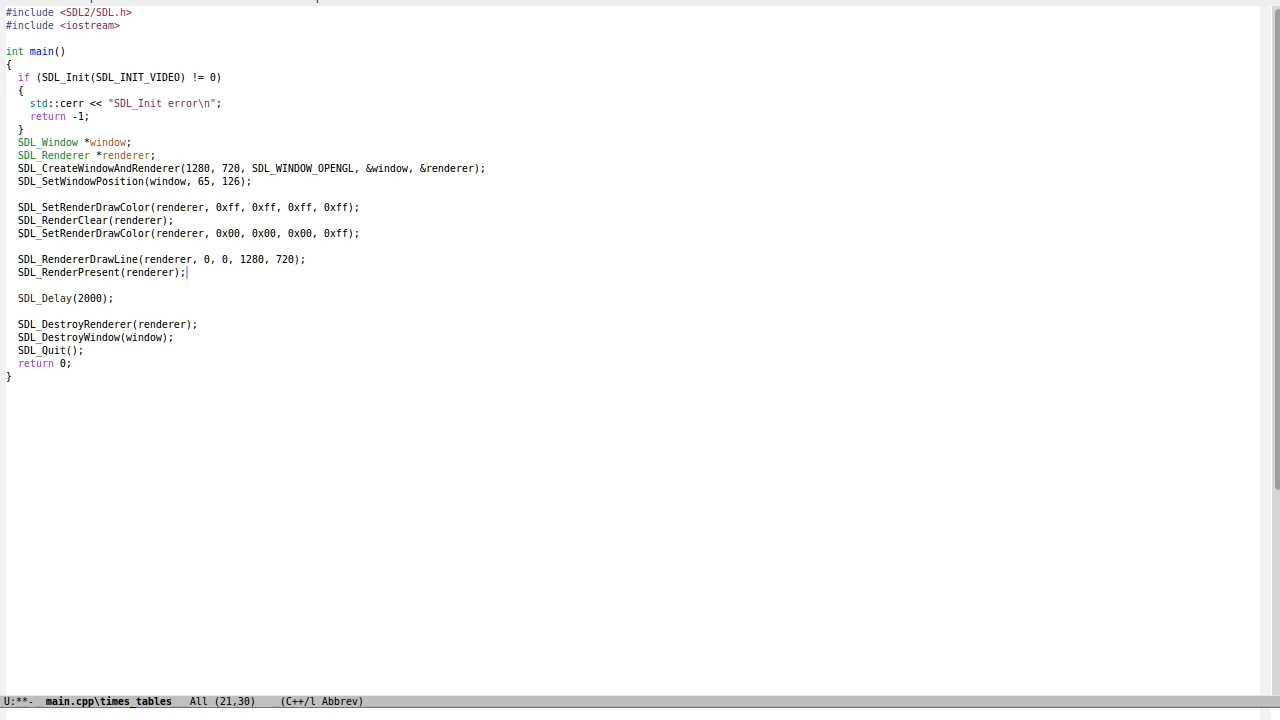 #include <SDL2/SDL.h>
#include <iostream>

int main()
{
  if (SDL_Init(SDL_INIT_VIDEO) != 0)
  {
    std::cerr << "SDL_Init error\n";
    return -1;
  }
  SDL_Window *window;
  SDL_Renderer *renderer;
  SDL_CreateWindowAndRenderer(1280, 720, SDL_WINDOW_OPENGL, &window, &renderer);
  SDL_SetWindowPosition(window, 65, 126);

  SDL_SetRenderDrawColor(renderer, 0xff, 0xff, 0xff, 0xff);
  SDL_RenderClear(renderer);
  SDL_SetRenderDrawColor(renderer, 0x00, 0x00, 0x00, 0xff);

  SDL_RendererDrawLine(renderer, 0, 0, 1280, 720);
  SDL_RenderPresent(renderer);

  SDL_Delay(2000);

  SDL_DestroyRenderer(renderer);
  SDL_DestroyWindow(window);
  SDL_Quit();
  return 0;
}
U:**-  main.cpp\times_tables   All (21,30)   (C++/l Abbrev)